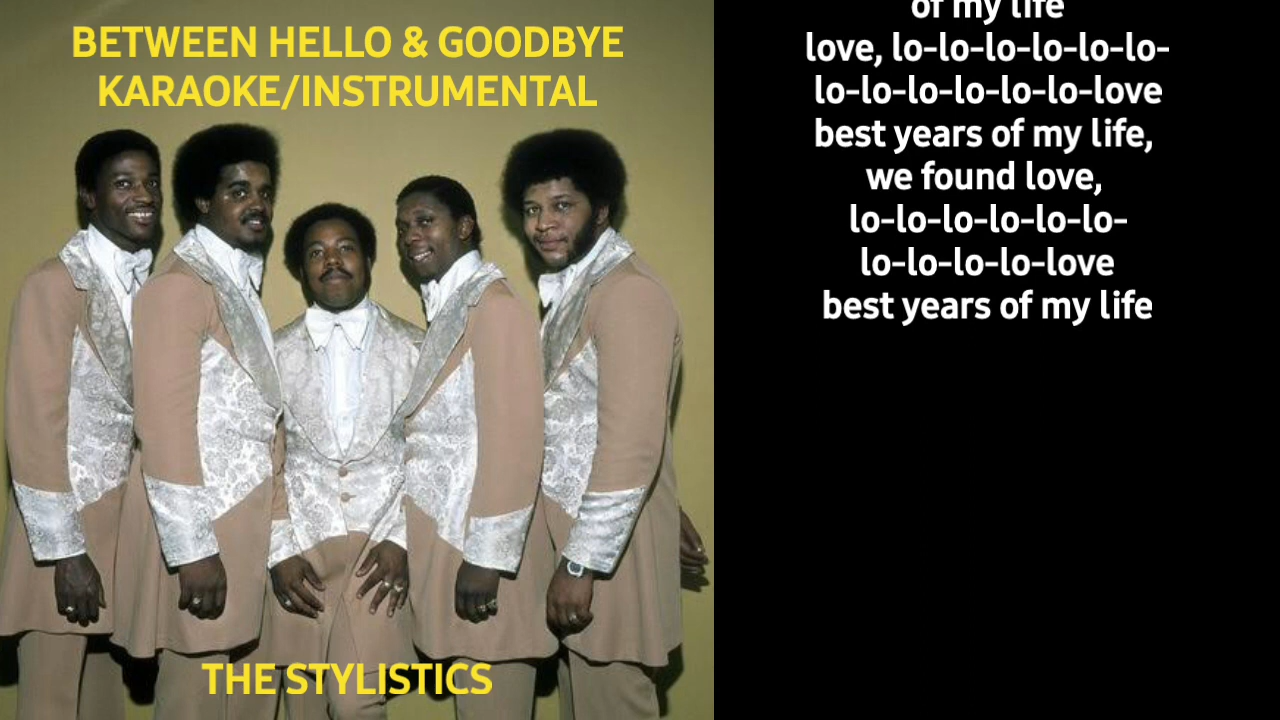 BETWEEN HELLO & GOODBYE
KARAOKE/INSTRUMENTAL
THE STYLISTICS
of my life
love, lo-lo-lo-lo-lo-lo-
lo-lo-lo-lo-lo-lo-love
best years of my life,
we found love,
lo-lo-lo-lo-lo-lo-
lo-lo-lo-lo-love
best years of my life